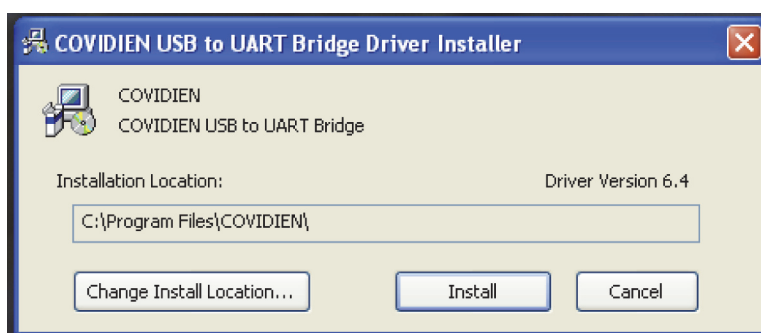 COVIDIEN USB to UART Bridge Driver Installer
COVIDIEN
COVIDIEN USB to UART Bridge
Installation Location: Driver Version 6.4
C:\Program Files\COVIDIEN\
Change Install Location... Install Cancel